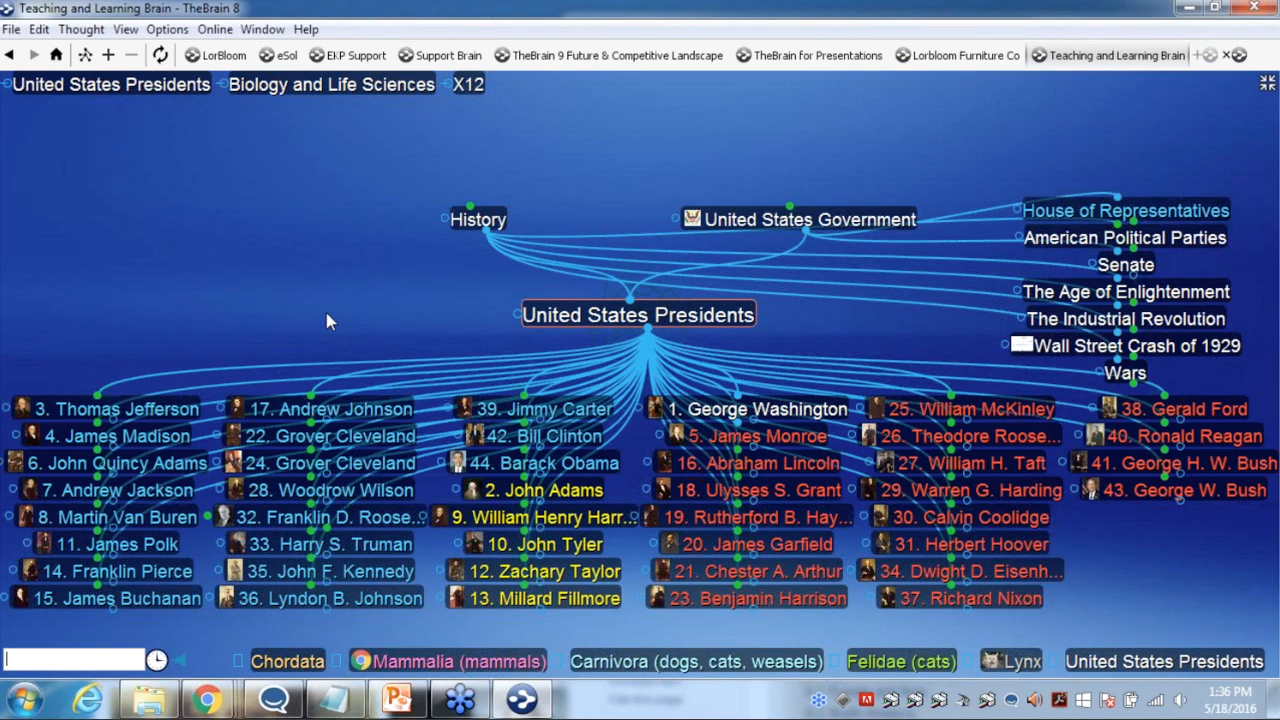 Teaching and Learning Brain - TheBrain 8
File Edit Thought View Options Online Window Help
LorBloom eSol EKP Support Support Brain TheBrain 9 Future & Competitive Landscape TheBrain for Presentations Lorbloom Furniture Co Teaching and Learning Brain
United States Presidents Biology and Life Sciences X12
History
United States Government
House of Representatives
American Political Parties
Senate
The Age of Enlightenment
The Industrial Revolution
Wall Street Crash of 1929
Wars
United States Presidents
3. Thomas Jefferson
4. James Madison
6. John Quincy Adams
7. Andrew Jackson
8. Martin Van Buren
11. James Polk
14. Franklin Pierce
15. James Buchanan
17. Andrew Johnson
22. Grover Cleveland
24. Grover Cleveland
28. Woodrow Wilson
32. Franklin D. Roose...
33. Harry S. Truman
35. John F. Kennedy
36. Lyndon B. Johnson
39. Jimmy Carter
42. Bill Clinton
44. Barack Obama
2. John Adams
9. William Henry Harr...
10. John Tyler
12. Zachary Taylor
13. Millard Fillmore
1. George Washington
5. James Monroe
16. Abraham Lincoln
18. Ulysses S. Grant
19. Rutherford B. Hay...
20. James Garfield
21. Chester A. Arthur
23. Benjamin Harrison
25. William McKinley
26. Theodore Roose...
27. William H. Taft
29. Warren G. Harding
30. Calvin Coolidge
31. Herbert Hoover
34. Dwight D. Eisenh...
37. Richard Nixon
38. Gerald Ford
40. Ronald Reagan
41. George H. W. Bush
43. George W. Bush
Chordata Mammalia (mammals) Carnivora (dogs, cats, weasels) Felidae (cats) Lynx United States Presidents
1:36 PM
5/18/2016